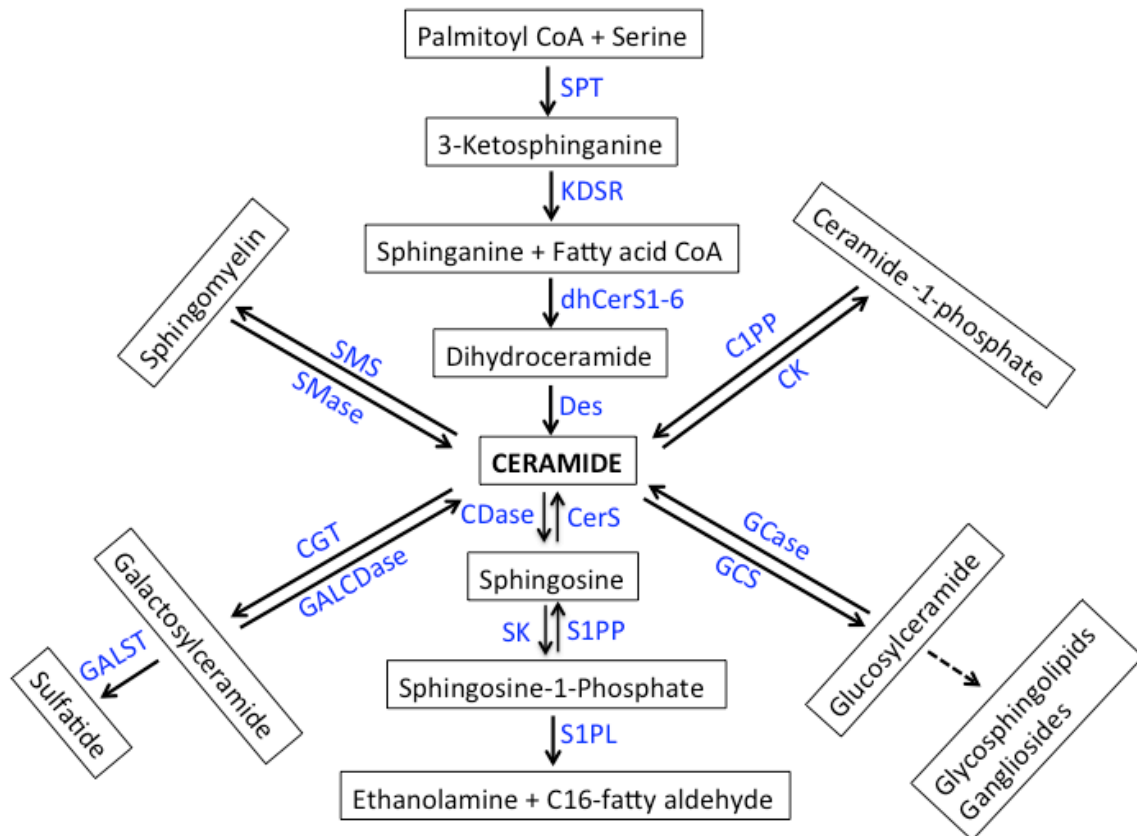 Palmitoyl CoA + Serine
SPT
3-Ketosphinganine
KDSR
Sphinganine + Fatty acid CoA
dhCerS1-6
Dihydroceramide
Des
Sphingomyelin
SMS
SMase
Ceramide -1-phosphate
C1PP
CK
CERAMIDE
CDase
CerS
CGT
GALCDase
Galactosylceramide
GALST
Sulfatide
GCase
GCS
Glucosylceramide
Glycosphingolipids
Gangliosides
Sphingosine
SK
S1PP
Sphingosine-1-Phosphate
S1PL
Ethanolamine + C16-fatty aldehyde